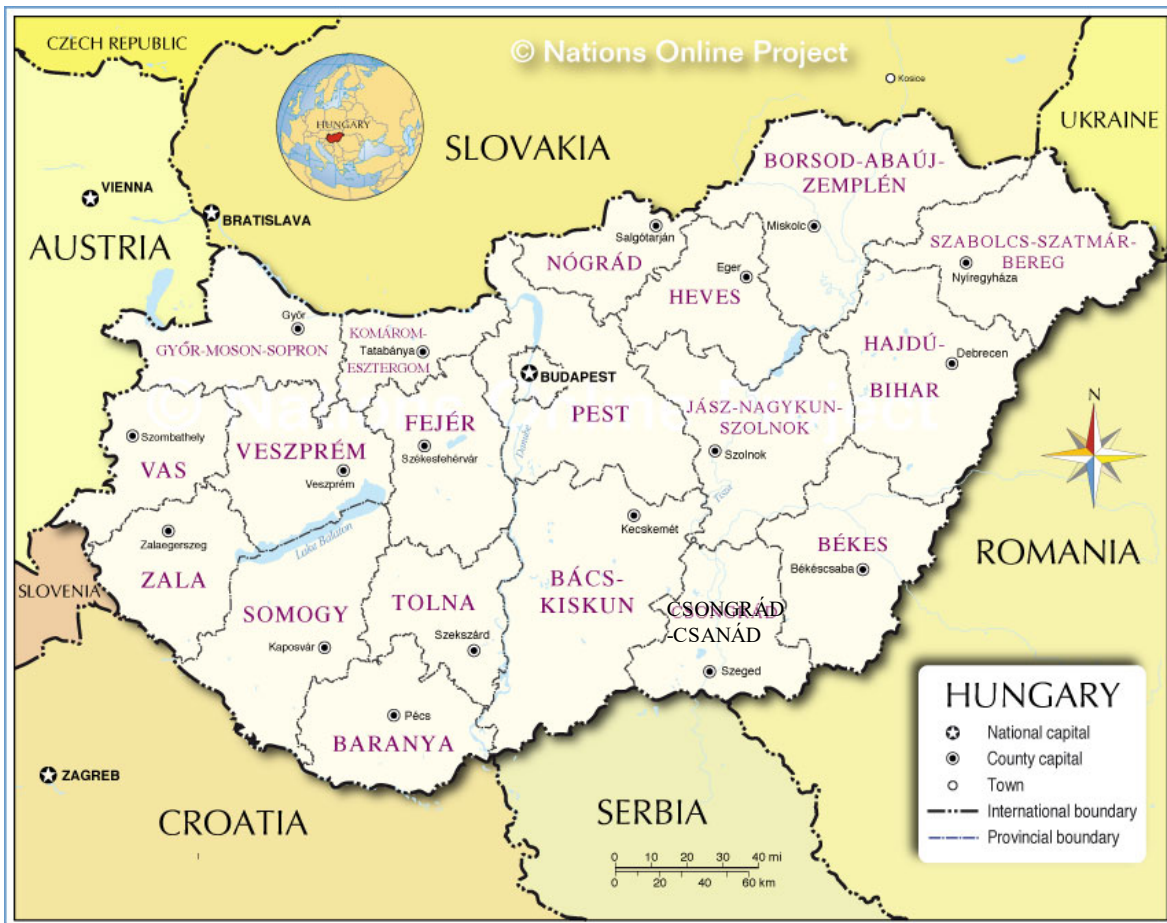 CZECH REPUBLIC
© Nations Online Project
Kosice
HUNGARY
SLOVAKIA
UKRAINE
VIENNA
BRATISLAVA
AUSTRIA
BORSOD-ABAÚJ-
ZEMPLÉN
Salgótarján
Miskolc
NÓGRÁD
SZABOLCS-SZATMÁR-
BEREG
Nyíregyháza
Eger
HEVES
Győr
GYŐR-MOSON-SOPRON
KOMÁROM-
Tatabánya
ESZTERGOM
HAJDÚ-
BIHAR
Debrecen
BUDAPEST
PEST
© Nations Online Project
JÁSZ-NAGYKUN-
SZOLNOK
Szolnok
FEJÉR
Székesfehérvár
Szombathely
VAS
VESZPRÉM
Veszprém
Danube
Tisza
N
Zalaegerszeg
ZALA
Lake Balaton
Kecskemét
BÉKES
Békéscsaba
ROMANIA
SLOVENIA
SOMOGY
Kaposvár
TOLNA
Szekszárd
BÁCS-
KISKUN
CSONGRÁD
-CSANÁD
Szeged
Pécs
BARANYA
ZAGREB
CROATIA
SERBIA
0 10 20 30 40 mi
0 20 40 60 km
HUNGARY
National capital
County capital
Town
International boundary
Provincial boundary